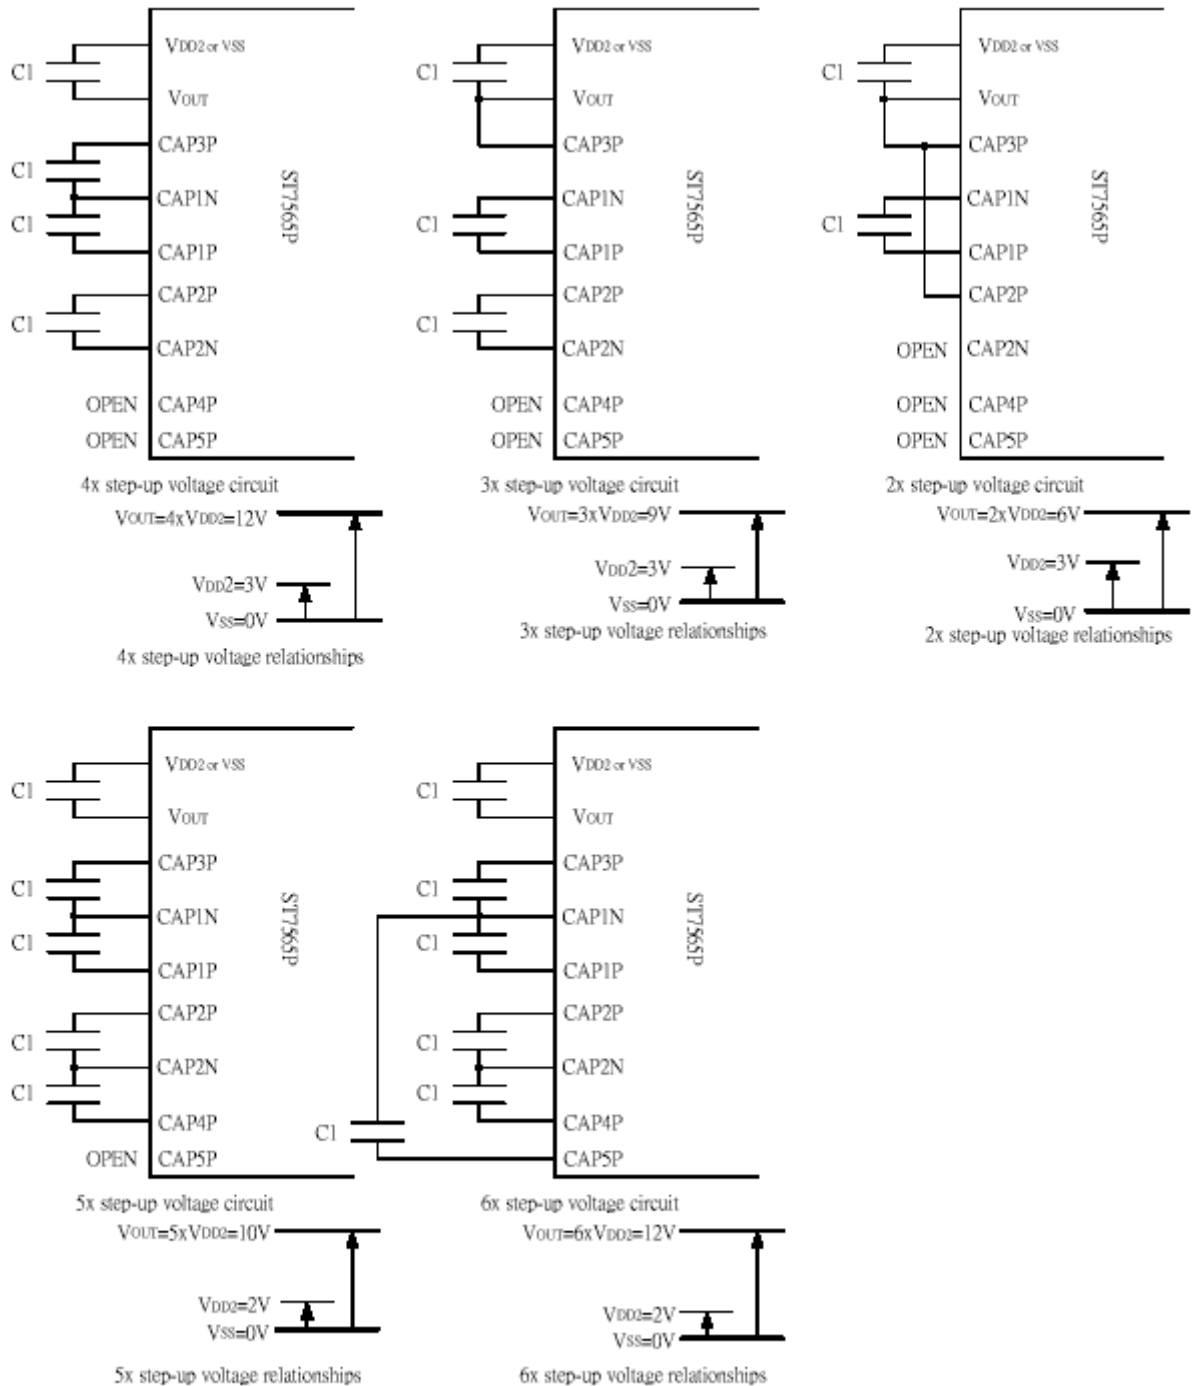 VDD2 or VSS
C1
VOUT
CAP3P
C1
CAP1N
C1
CAP1P
CAP2P
C1
CAP2N
OPEN CAP4P
OPEN CAP5P
ST7565P
4x step-up voltage circuit
VOUT=4xVDD2=12V
VDD2=3V
VSS=0V
4x step-up voltage relationships
VDD2 or VSS
C1
VOUT
CAP3P
CAP1N
C1
CAP1P
CAP2P
C1
CAP2N
OPEN CAP4P
OPEN CAP5P
ST7565P
3x step-up voltage circuit
VOUT=3xVDD2=9V
VDD2=3V
VSS=0V
3x step-up voltage relationships
VDD2 or VSS
C1
VOUT
CAP3P
CAP1N
C1
CAP1P
CAP2P
OPEN CAP2N
OPEN CAP4P
OPEN CAP5P
ST7565P
2x step-up voltage circuit
VOUT=2xVDD2=6V
VDD2=3V
VSS=0V
2x step-up voltage relationships
VDD2 or VSS
C1
VOUT
CAP3P
C1
CAP1N
C1
CAP1P
CAP2P
C1
CAP2N
C1
CAP4P
OPEN CAP5P
ST7565P
5x step-up voltage circuit
VOUT=5xVDD2=10V
VDD2=2V
VSS=0V
5x step-up voltage relationships
VDD2 or VSS
C1
VOUT
CAP3P
C1
CAP1N
C1
CAP1P
CAP2P
C1
CAP2N
C1
CAP4P
C1
CAP5P
ST7565P
6x step-up voltage circuit
VOUT=6xVDD2=12V
VDD2=2V
VSS=0V
6x step-up voltage relationships